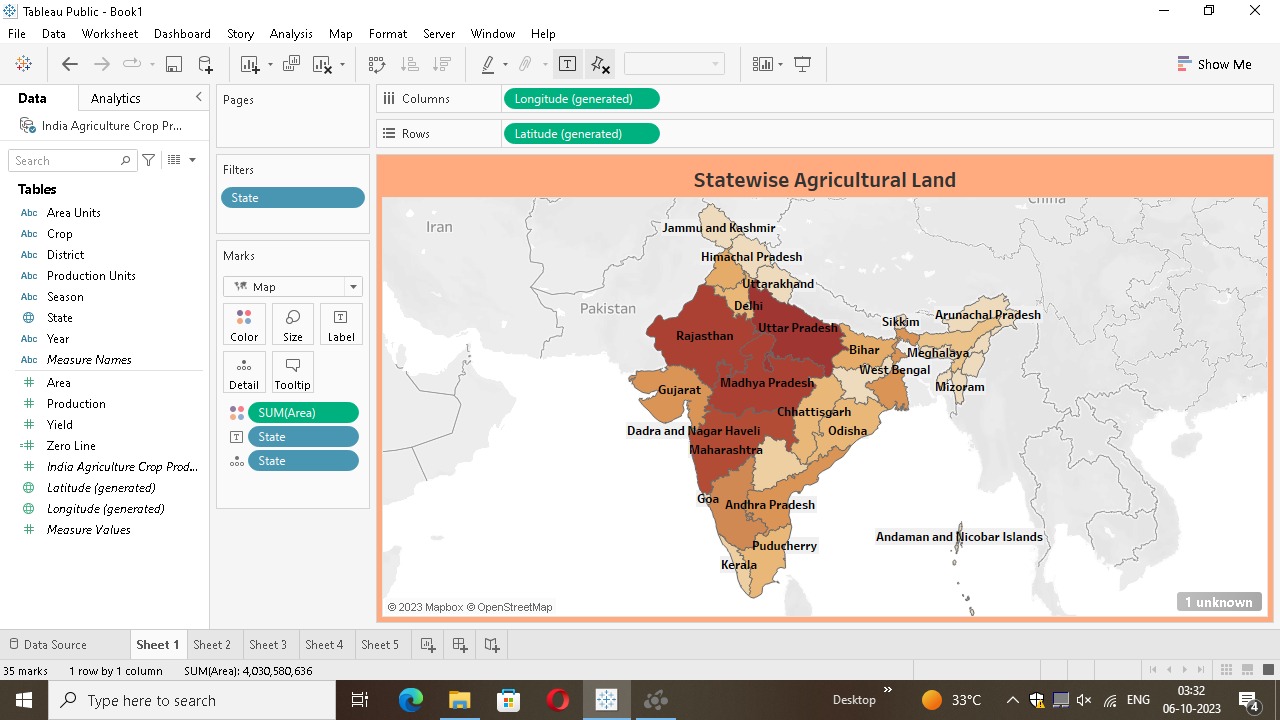 Tableau Public - Book1
File Data Worksheet Dashboard Story Analysis Map Format Server Window Help
Show Me
Data Analytics
India Agriculture Crop Pr...
Search
Tables
Abc Area Units
Abc Crop
Abc District
Abc Production Units
Abc Season
State
Abc Year
Abc Measure Names
Area
Production
Yield
Zero Line
India Agriculture Crop Prod...
Latitude (generated)
Longitude (generated)
Measure Values
Pages
Filters
State
Marks
Map
Color Size Label
Detail Tooltip
SUM(Area)
State
State
Columns Longitude (generated)
Rows Latitude (generated)
Statewise Agricultural Land
Iran
China
Jammu and Kashmir
Himachal Pradesh
Uttarakhand
Pakistan
Delhi
Arunachal Pradesh
Sikkim
Uttar Pradesh
Rajasthan
Bihar
Meghalaya
West Bengal
Madhya Pradesh
Mizoram
Gujarat
Chhattisgarh
Dadra and Nagar Haveli
Odisha
Maharashtra
Goa
Andhra Pradesh
Andaman and Nicobar Islands
Puducherry
Kerala
© 2023 Mapbox © OpenStreetMap
1 unknown
Data Source Sheet 1 Sheet 2 Sheet 3 Sheet 4 Sheet 5
35 marks 1 row by 1 column SUM(Area): 4,030,580,636
Type here to search
Desktop
33°C
ENG
03:32
06-10-2023
4